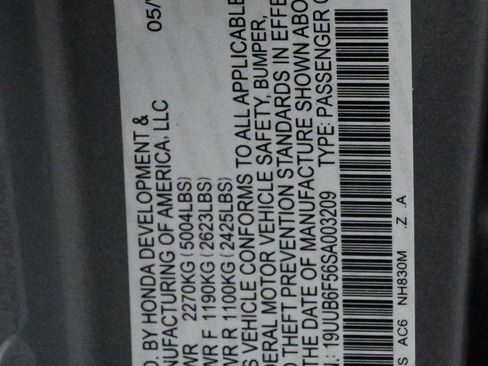 05/
D. BY HONDA DEVELOPMENT &
NUFACTURING OF AMERICA, LLC
WR 2270KG (5004LBS)
WR F 1190KG (2623LBS)
WR R 1100KG (2425LBS)
S VEHICLE CONFORMS TO ALL APPLICABLE
DERAL MOTOR VEHICLE SAFETY, BUMPER,
D THEFT PREVENTION STANDARDS IN EFFE
DATE OF MANUFACTURE SHOWN ABO
N.: 19UUB6F56SA003209 TYPE: PASSENGER C
S AC6 NH830M Z A